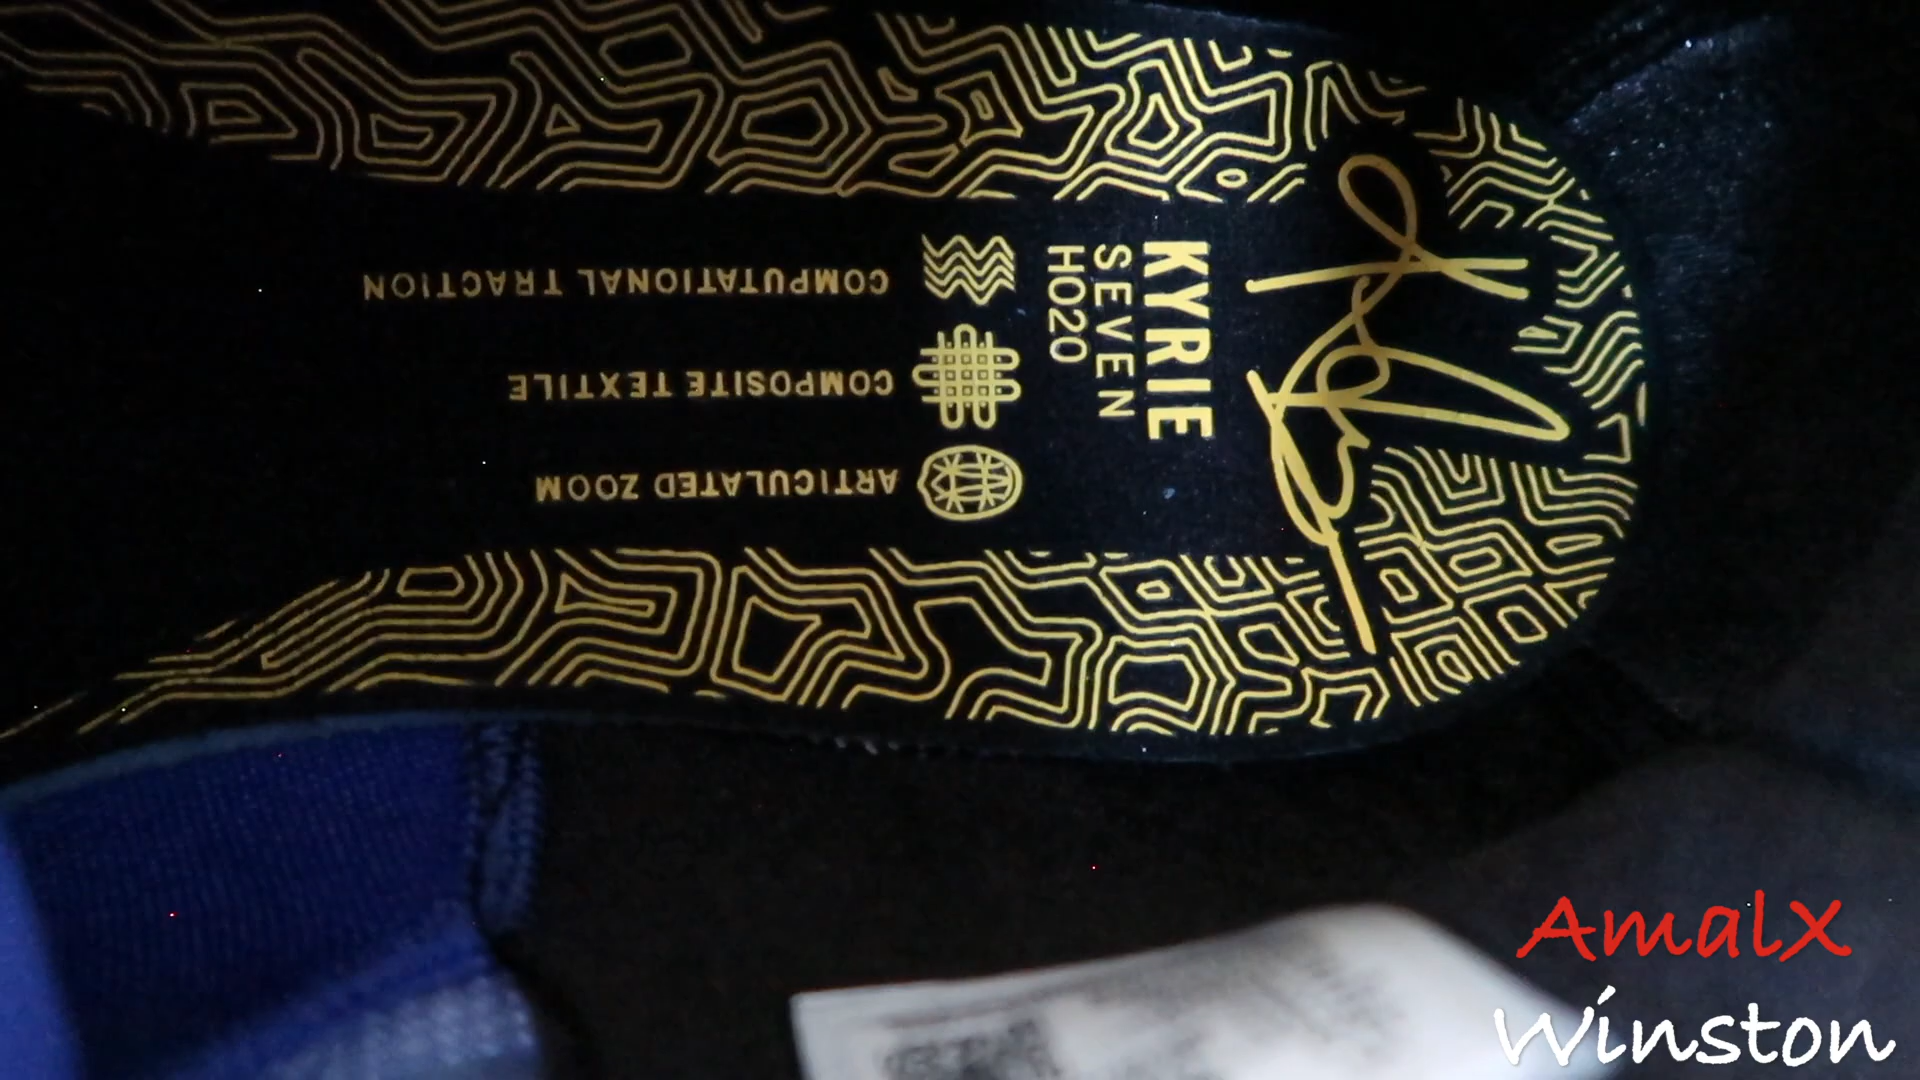 KYRIE
SEVEN
HO20
COMPUTATIONAL TRACTION
COMPOSITE TEXTILE
ARTICULATED ZOOM
AmalX
Winston